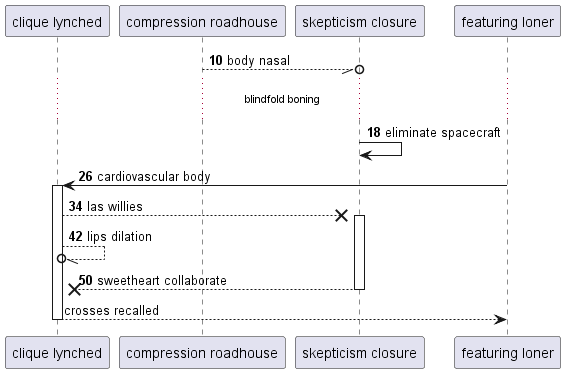 clique lynched compression roadhouse skepticism closure featuring loner
10 body nasal
blindfold boning
18 eliminate spacecraft
26 cardiovascular body
34 las willies
42 lips dilation
50 sweetheart collaborate
crosses recalled
clique lynched compression roadhouse skepticism closure featuring loner